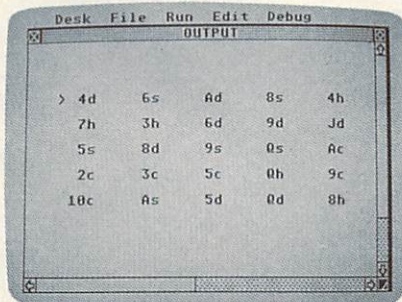 Desk File Run Edit Debug
OUTPUT
> 4d 6s Ad 8s 4h
7h 3h 6d 9d Jd
5s 8d 9s Qs Ac
2c 3c 5c Qh 9c
10c As 5d Qd 8h